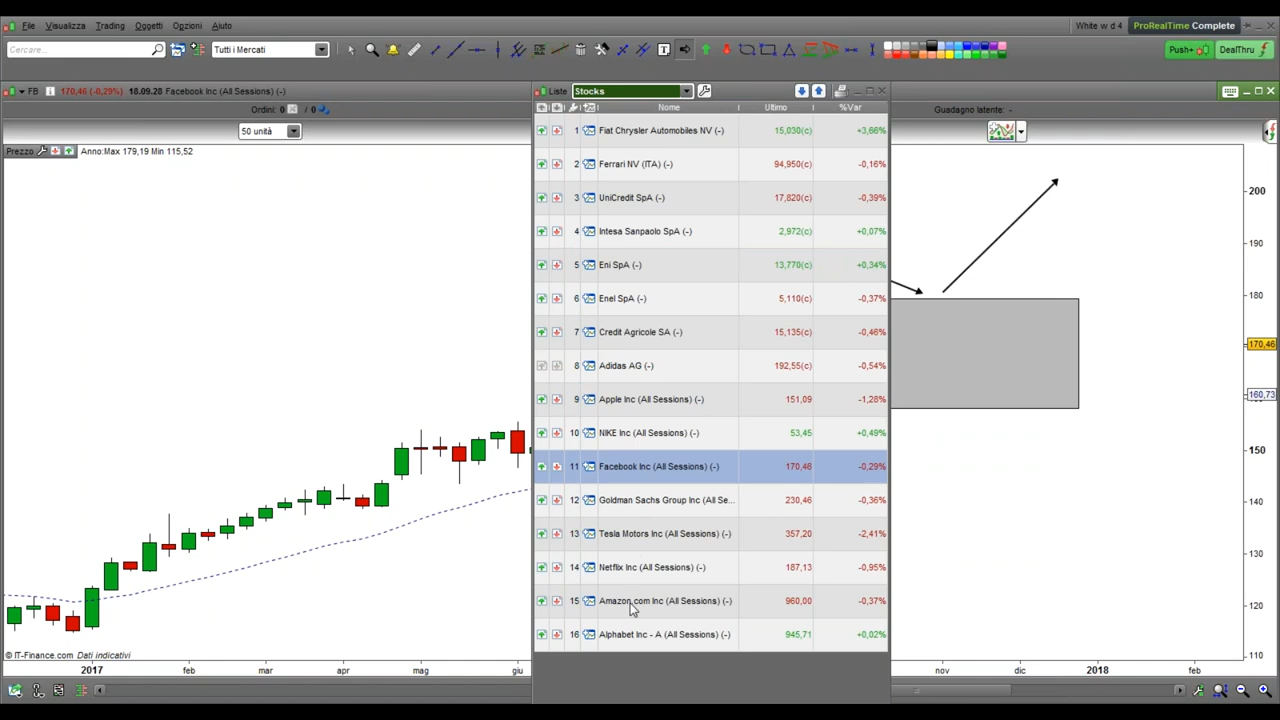 File Visualizza Trading Oggetti Opzioni Aiuto White w d 4 ProRealTime Complete
Cercare... Tutti i Mercati Push+ DealThru
FB 170,46 (-0,29%) 18.09.28 Facebook Inc (All Sessions) (-) Liste Stocks
Ordini: 0 / 0 Nome Ultimo %Var Guadagno latente: -
50 unità
Prezzo Anno:Max 179,19 Min 115,52
1 Fiat Chrysler Automobiles NV (-) 15,030(c) +3,66%
2 Ferrari NV (ITA) (-) 94,950(c) -0,16%
3 UniCredit SpA (-) 17,820(c) -0,39%
4 Intesa Sanpaolo SpA (-) 2,972(c) +0,07%
5 Eni SpA (-) 13,770(c) +0,34%
6 Enel SpA (-) 5,110(c) -0,37%
7 Credit Agricole SA (-) 15,135(c) -0,46%
8 Adidas AG (-) 192,55(c) -0,54%
9 Apple Inc (All Sessions) (-) 151,09 -1,28%
10 NIKE Inc (All Sessions) (-) 53,45 +0,49%
11 Facebook Inc (All Sessions) (-) 170,46 -0,29%
12 Goldman Sachs Group Inc (All Se... 230,46 -0,36%
13 Tesla Motors Inc (All Sessions) (-) 357,20 -2,41%
14 Netflix Inc (All Sessions) (-) 187,13 -0,95%
15 Amazon.com Inc (All Sessions) (-) 960,00 -0,37%
16 Alphabet Inc - A (All Sessions) (-) 945,71 +0,02%
200
190
180
170,46
160,73
150
140
130
120
110
© IT-Finance.com Dati indicativi
2017 feb mar apr mag giu nov dic 2018 feb